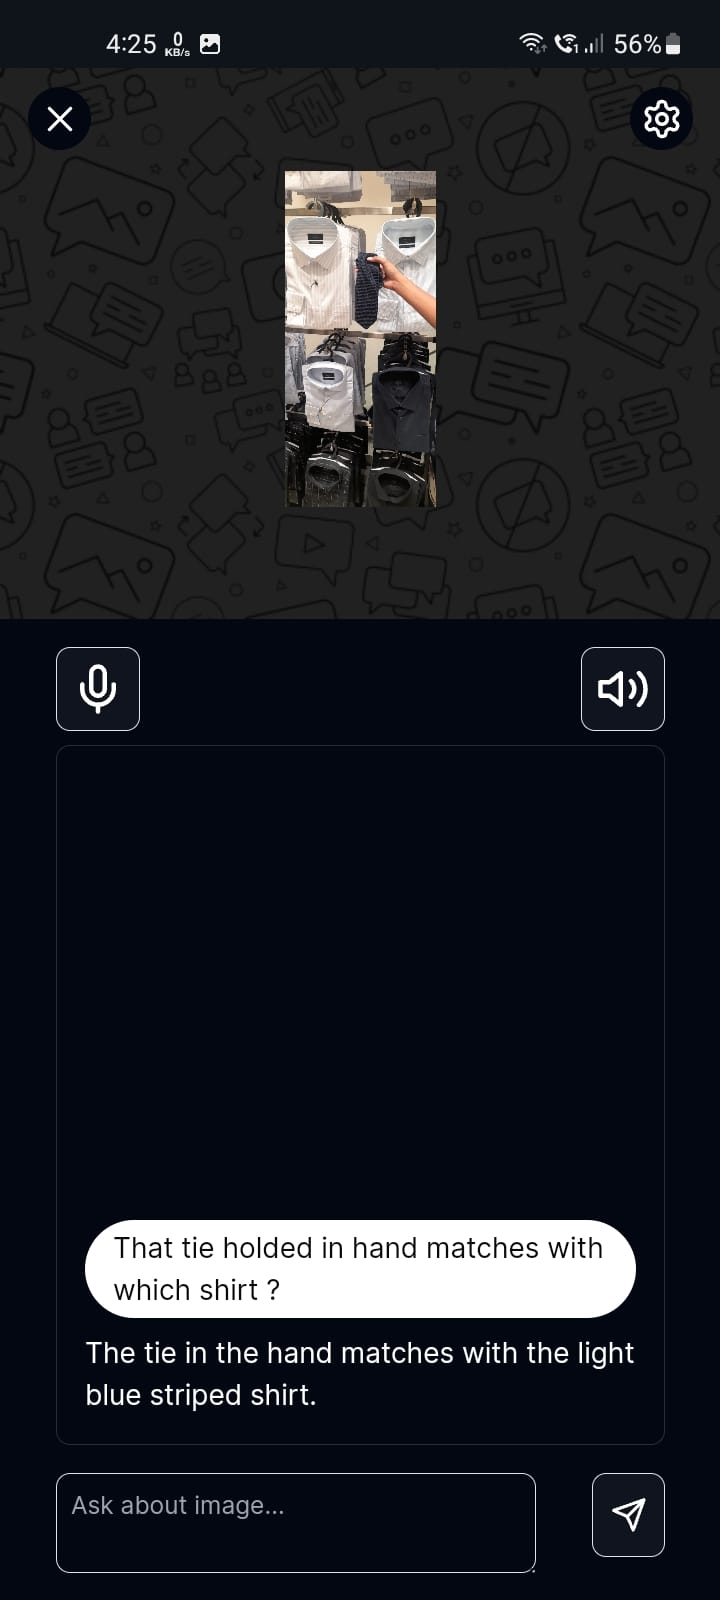 4:25
0
KB/s
1
56%
That tie holded in hand matches with
which shirt ?
The tie in the hand matches with the light
blue striped shirt.
Ask about image...